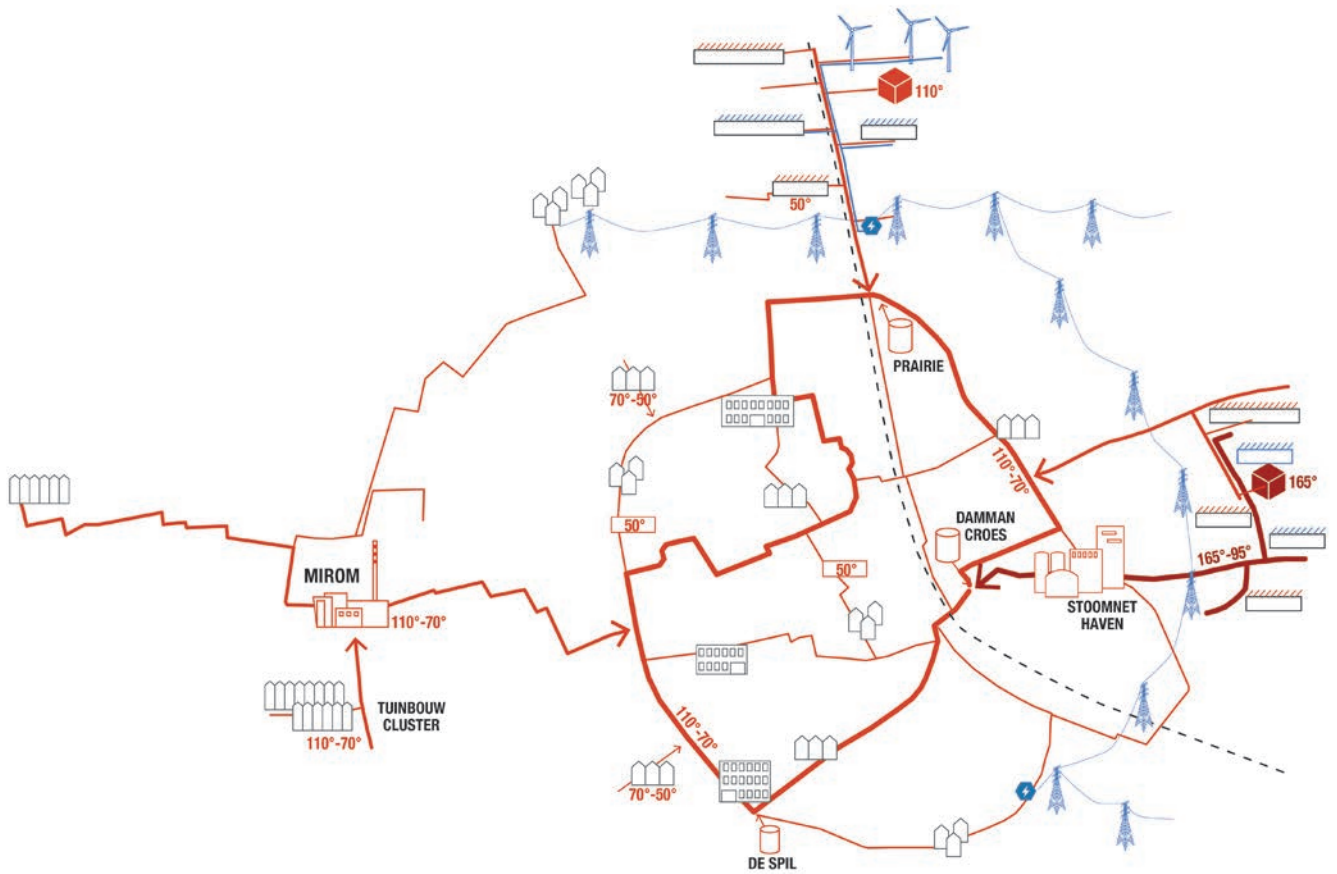 110°
50°
PRAIRIE
70°-50°
110°-70°
165°
DAMMAN
CROES
50°
50°
165°-95°
MIROM
STOOMNET
HAVEN
110°-70°
TUINBOUW
CLUSTER
110°-70°
110°-70°
70°-50°
DE SPIL